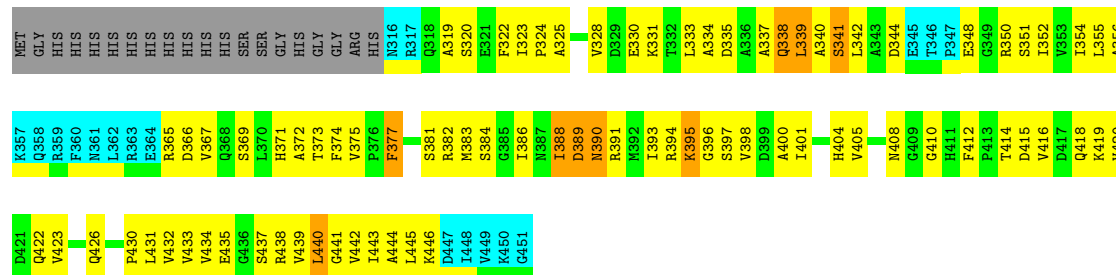 MET GLY HIS HIS HIS HIS HIS HIS HIS HIS HIS HIS SER SER GLY HIS GLY GLY ARG HIS N316 R317 Q318 A319 S320 E321 F322 I323 P324 A325 V328 D329 E330 K331 T332 I333 A334 D335 A336 A337 Q338 L339 A340 S341 L342 A343 D344 E345 T346 P347 E348 G349 R350 S351 I352 V353 I354 L355
K357 Q358 R359 F360 N361 L362 R363 E364 R365 D366 V367 Q368 S369 L370 H371 A372 T373 F374 V375 P376 F377 S381 R382 M383 S384 G385 S386 N387 I388 D389 N390 R391 M392 I393 R394 K395 G396 S397 V398 D399 A400 I401 H404 V405 N408 G409 G410 H411 F412 P413 T414 D415 V416 D417 Q418 K419
D421 Q422 V423 Q426 P430 L431 V432 V433 V434 E435 G436 S437 R438 V439 L440 G441 V442 I443 A444 L445 K446 D447 I448 V449 K450 G451